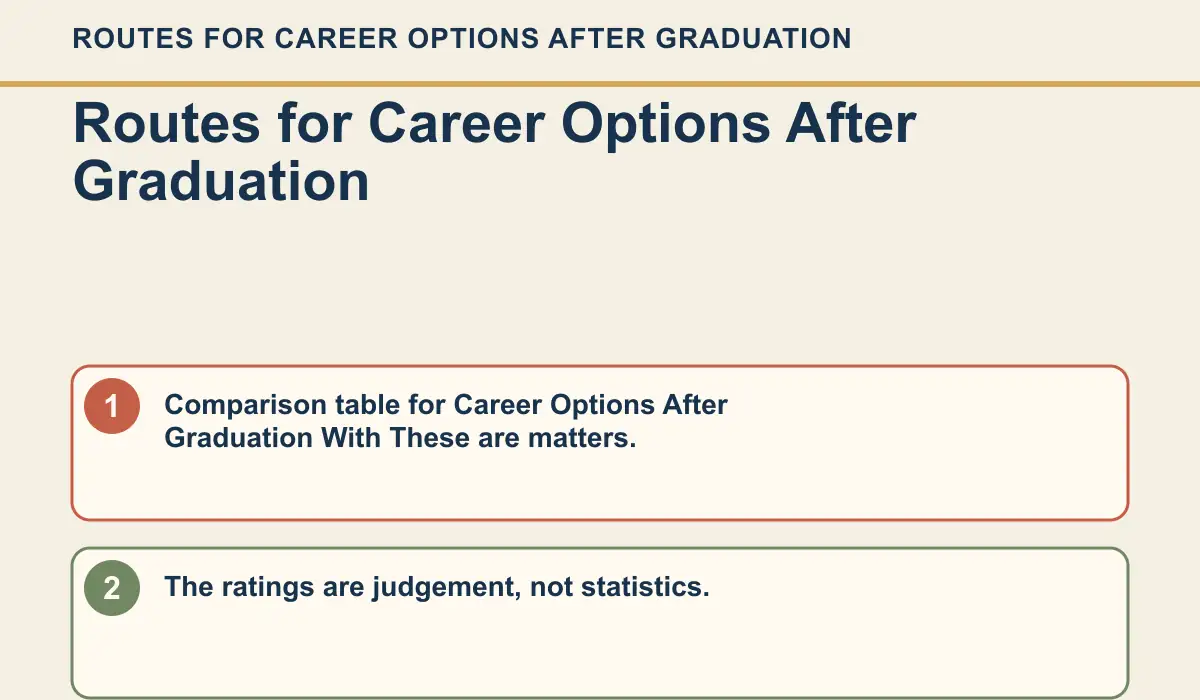 ROUTES FOR CAREER OPTIONS AFTER GRADUATION
Routes for Career Options After
Graduation
1
Comparison table for Career Options After
Graduation With These are matters.
2
The ratings are judgement, not statistics.